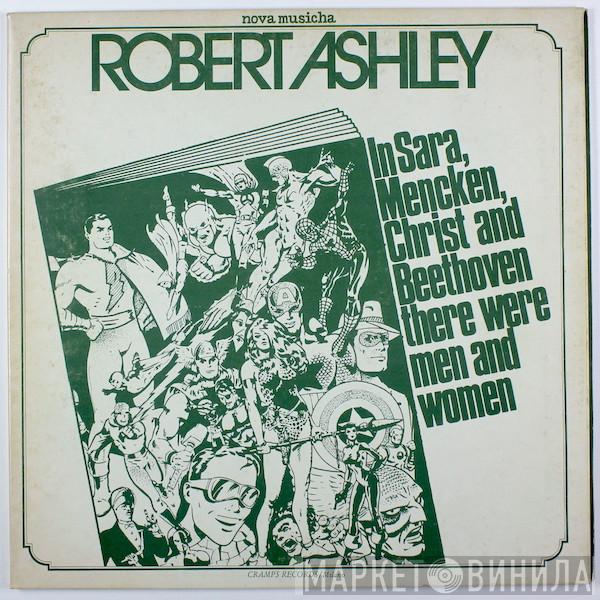 nova musicha
ROBERT ASHLEY
In Sara,
Mencken,
Christ and
Beethoven
there were
men and
women
CRAMPS RECORDS, Milano
МАРКЕТ ВИНИЛА